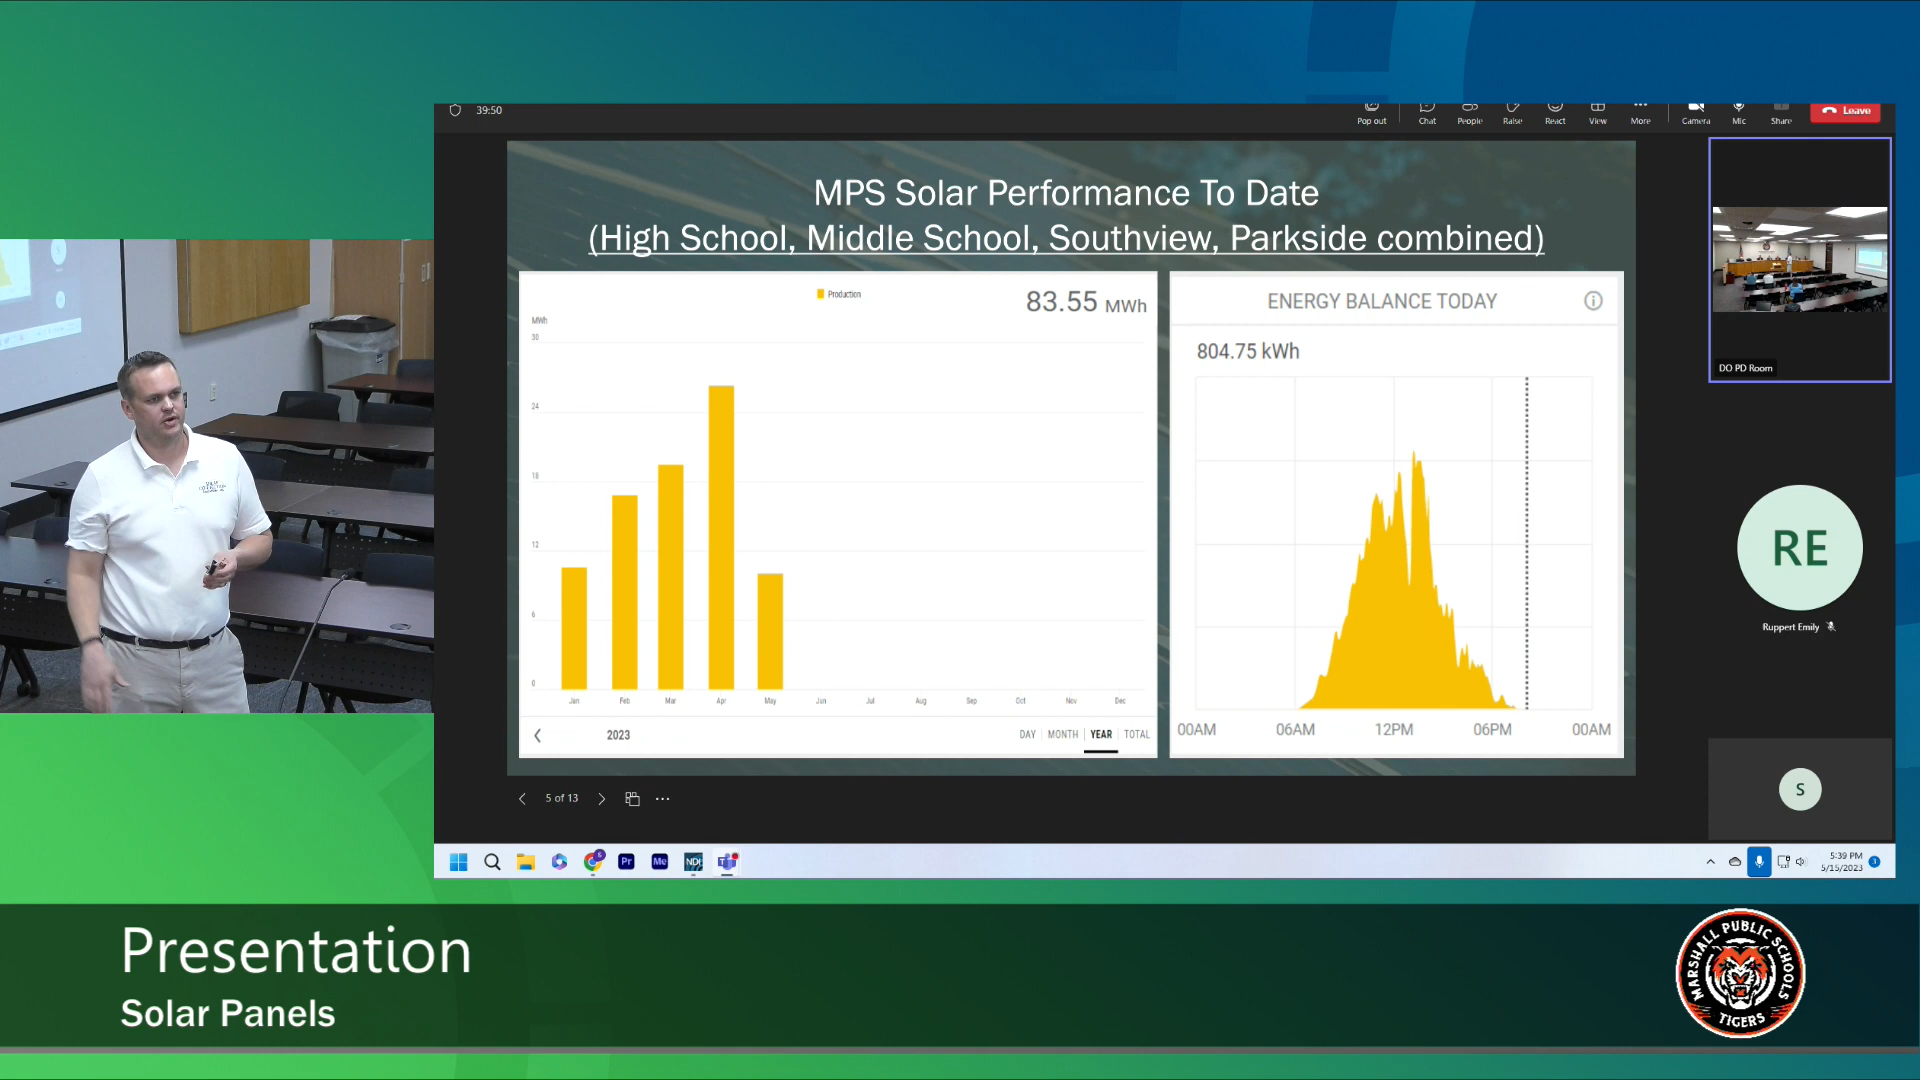 39:50
Pop out
Chat
People
Raise
React
View
More
Camera
Mic
Share
Leave
MPS Solar Performance To Date
(High School, Middle School, Southview, Parkside combined)
Production
83.55 MWh
MWh
30
24
18
12
6
0
Jan
Feb
Mar
Apr
May
Jun
Jul
Aug
Sep
Oct
Nov
Dec
2023
DAY
MONTH
YEAR
TOTAL
ENERGY BALANCE TODAY
804.75 kWh
00AM
06AM
12PM
06PM
00AM
DO PD Room
RE
Ruppert Emily
S
5 of 13
Pr
Me
NDI
5:39 PM
5/15/2023
Presentation
Solar Panels
MARSHALL PUBLIC SCHOOLS
TIGERS